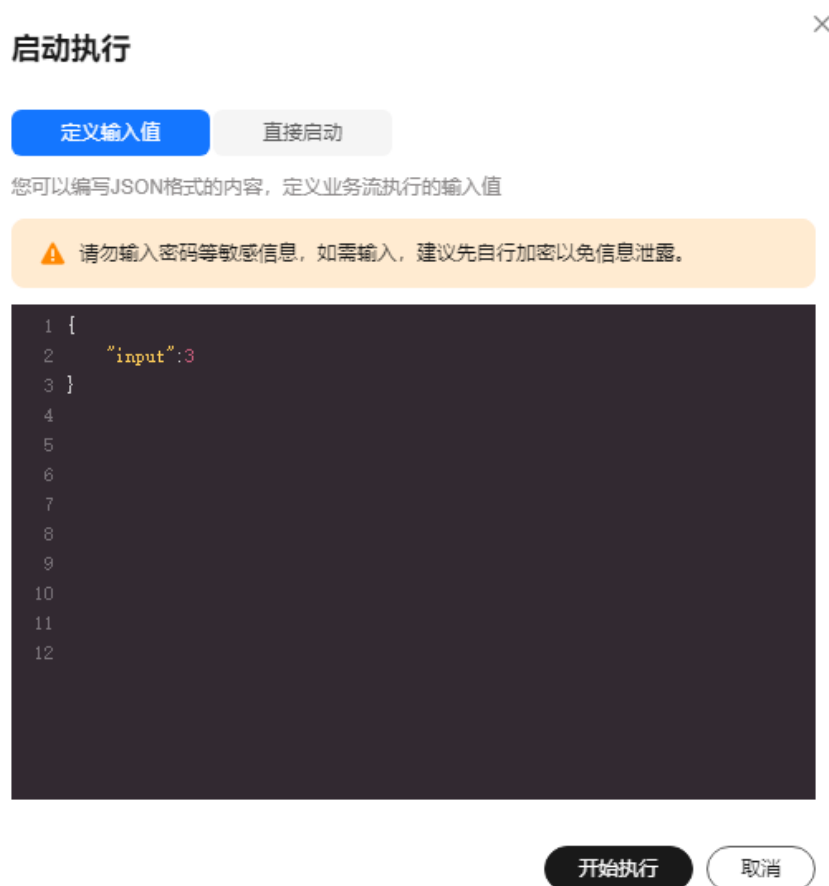 启动执行
定义输入值 直接启动
您可以编写JSON格式的内容，定义业务流执行的输入值
请勿输入密码等敏感信息，如需输入，建议先自行加密以免信息泄露。
1 {
2 "input":3
3 }
4
5
6
7
8
9
10
11
12
开始执行 取消